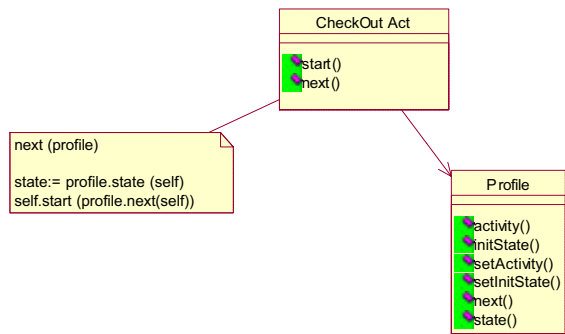 CheckOut Act
start()
next()
next (profile)
state:= profile.state (self)
self.start (profile.next(self))
Profile
activity()
initState()
setActivity()
setInitState()
next()
state()